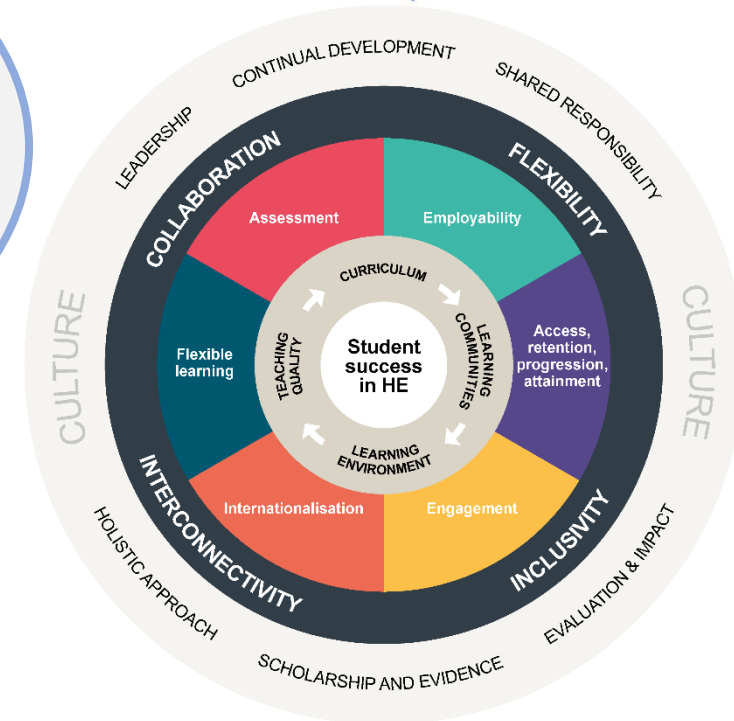 CONTINUAL DEVELOPMENT
LEADERSHIP
SHARED RESPONSIBILITY
COLLABORATION
FLEXIBILITY
Assessment
Employability
CURRICULUM
CULTURE
Flexible
learning
TEACHING
QUALITY
Student
success
in HE
LEARNING
COMMUNITIES
Access,
retention,
progression,
attainment
CULTURE
LEARNING
ENVIRONMENT
Internationalisation
Engagement
INTERCONNECTIVITY
INCLUSIVITY
HOLISTIC APPROACH
EVALUATION & IMPACT
SCHOLARSHIP AND EVIDENCE